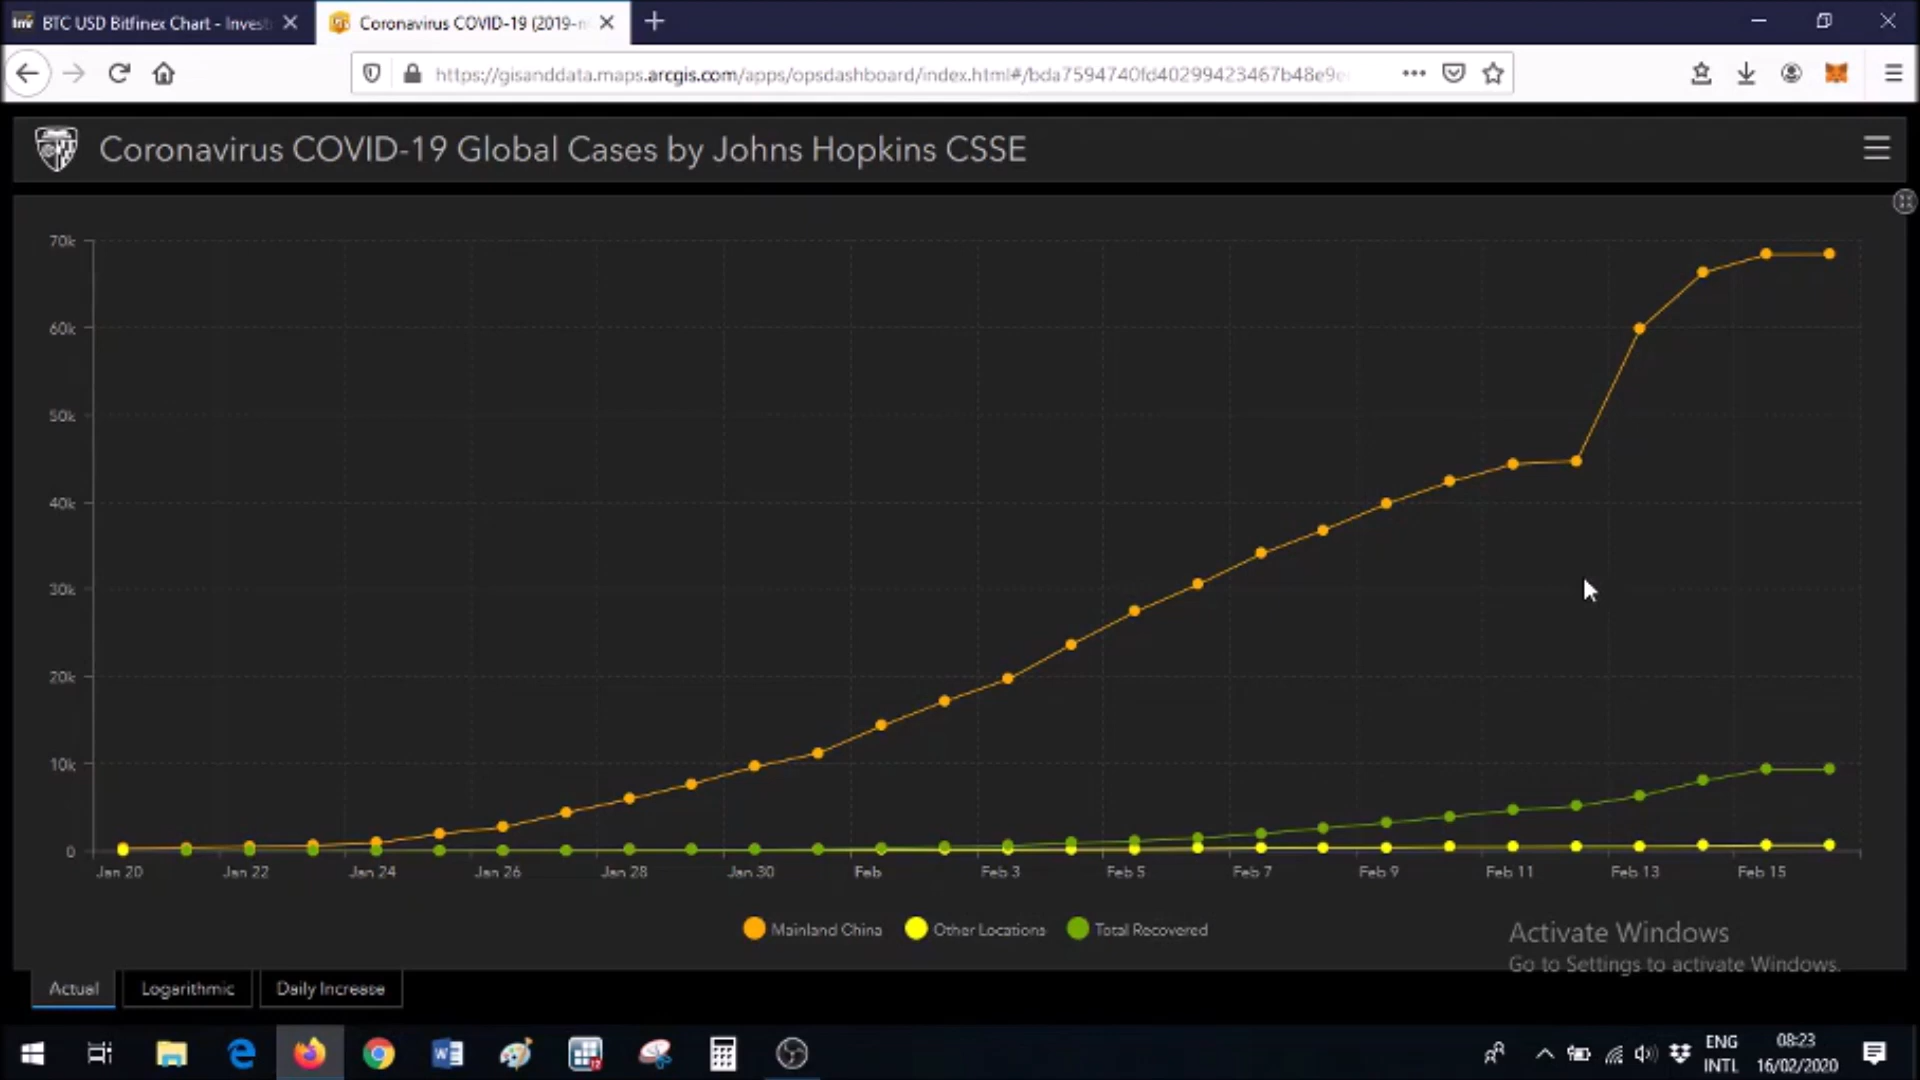 BTC USD Bitfinex Chart - Invest
Coronavirus COVID-19 (2019-n
https://gisanddata.maps.arcgis.com/apps/opsdashboard/index.html#/bda7594740fd40299423467b48e9e
Coronavirus COVID-19 Global Cases by Johns Hopkins CSSE
70k
60k
50k
40k
30k
20k
10k
0
Jan 20 Jan 22 Jan 24 Jan 26 Jan 28 Jan 30 Feb Feb 3 Feb 5 Feb 7 Feb 9 Feb 11 Feb 13 Feb 15
Mainland China Other Locations Total Recovered
Activate Windows
Go to Settings to activate Windows.
Actual Logarithmic Daily Increase
ENG 08:23
INTL 16/02/2020